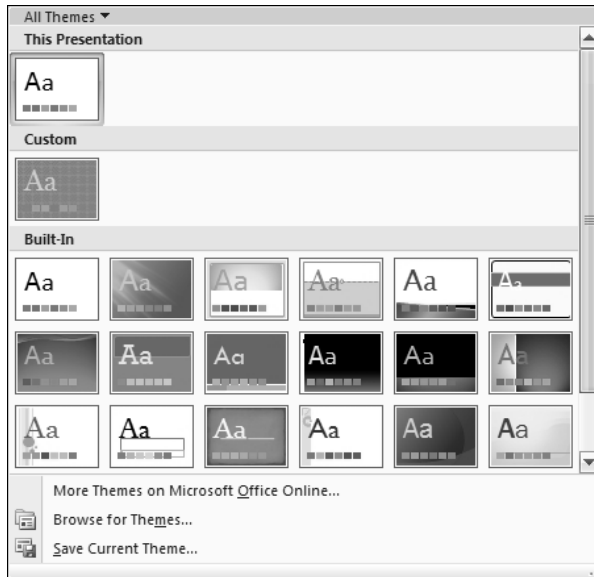 All Themes
This Presentation
Aa
Custom
Aa
Built-In
Aa Aa Aa Aa Aa Aa
Aa Aa Aa Aa Aa Aa
Aa Aa Aa Aa Aa Aa
More Themes on Microsoft Office Online...
Browse for Themes...
Save Current Theme...